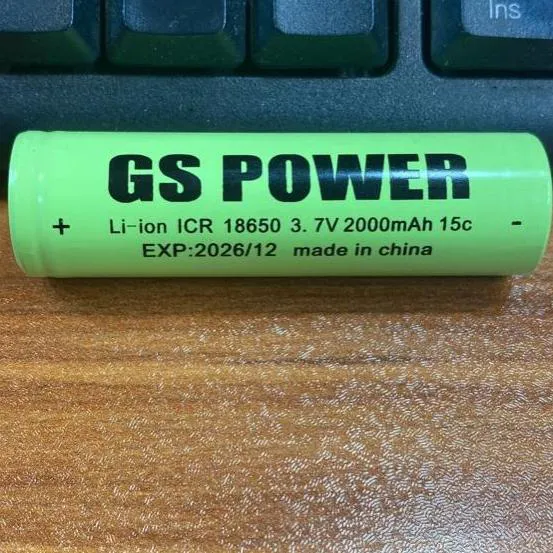 Ins
GS POWER
+ Li-ion ICR 18650 3. 7V 2000mAh 15c -
EXP:2026/12 made in china